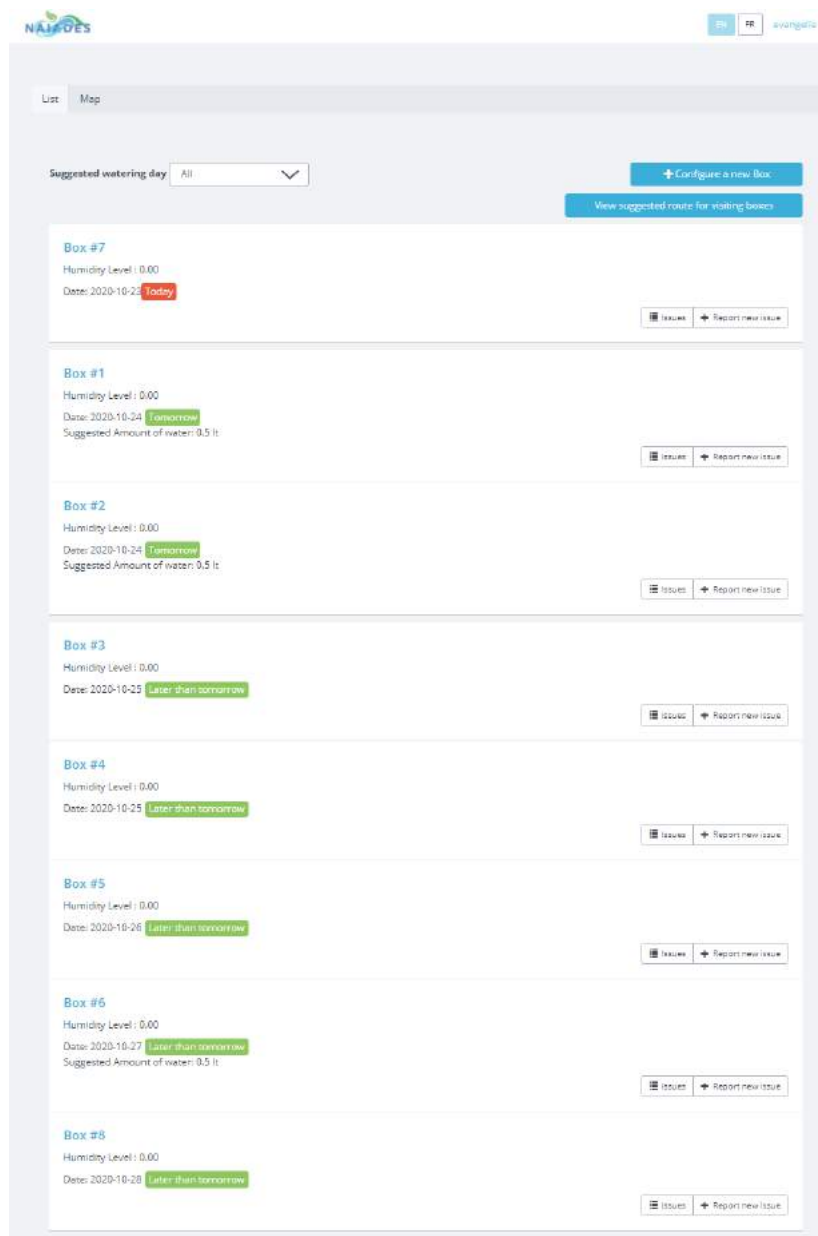 NAIADES
EN FR evangelia
List Map
Suggested watering day All
Configure a new Box
View suggested route for visiting boxes
Box #7
Humidity Level : 0.00
Date: 2020-10-23 Today
Issues Report new issue
Box #1
Humidity Level : 0.00
Date: 2020-10-24 Tomorrow
Suggested Amount of water: 0.5 lt
Issues Report new issue
Box #2
Humidity Level : 0.00
Date: 2020-10-24 Tomorrow
Suggested Amount of water: 0.5 lt
Issues Report new issue
Box #3
Humidity Level : 0.00
Date: 2020-10-25 Later than tomorrow
Issues Report new issue
Box #4
Humidity Level : 0.00
Date: 2020-10-25 Later than tomorrow
Issues Report new issue
Box #5
Humidity Level : 0.00
Date: 2020-10-26 Later than tomorrow
Issues Report new issue
Box #6
Humidity Level : 0.00
Date: 2020-10-27 Later than tomorrow
Suggested Amount of water: 0.5 lt
Issues Report new issue
Box #8
Humidity Level : 0.00
Date: 2020-10-28 Later than tomorrow
Issues Report new issue